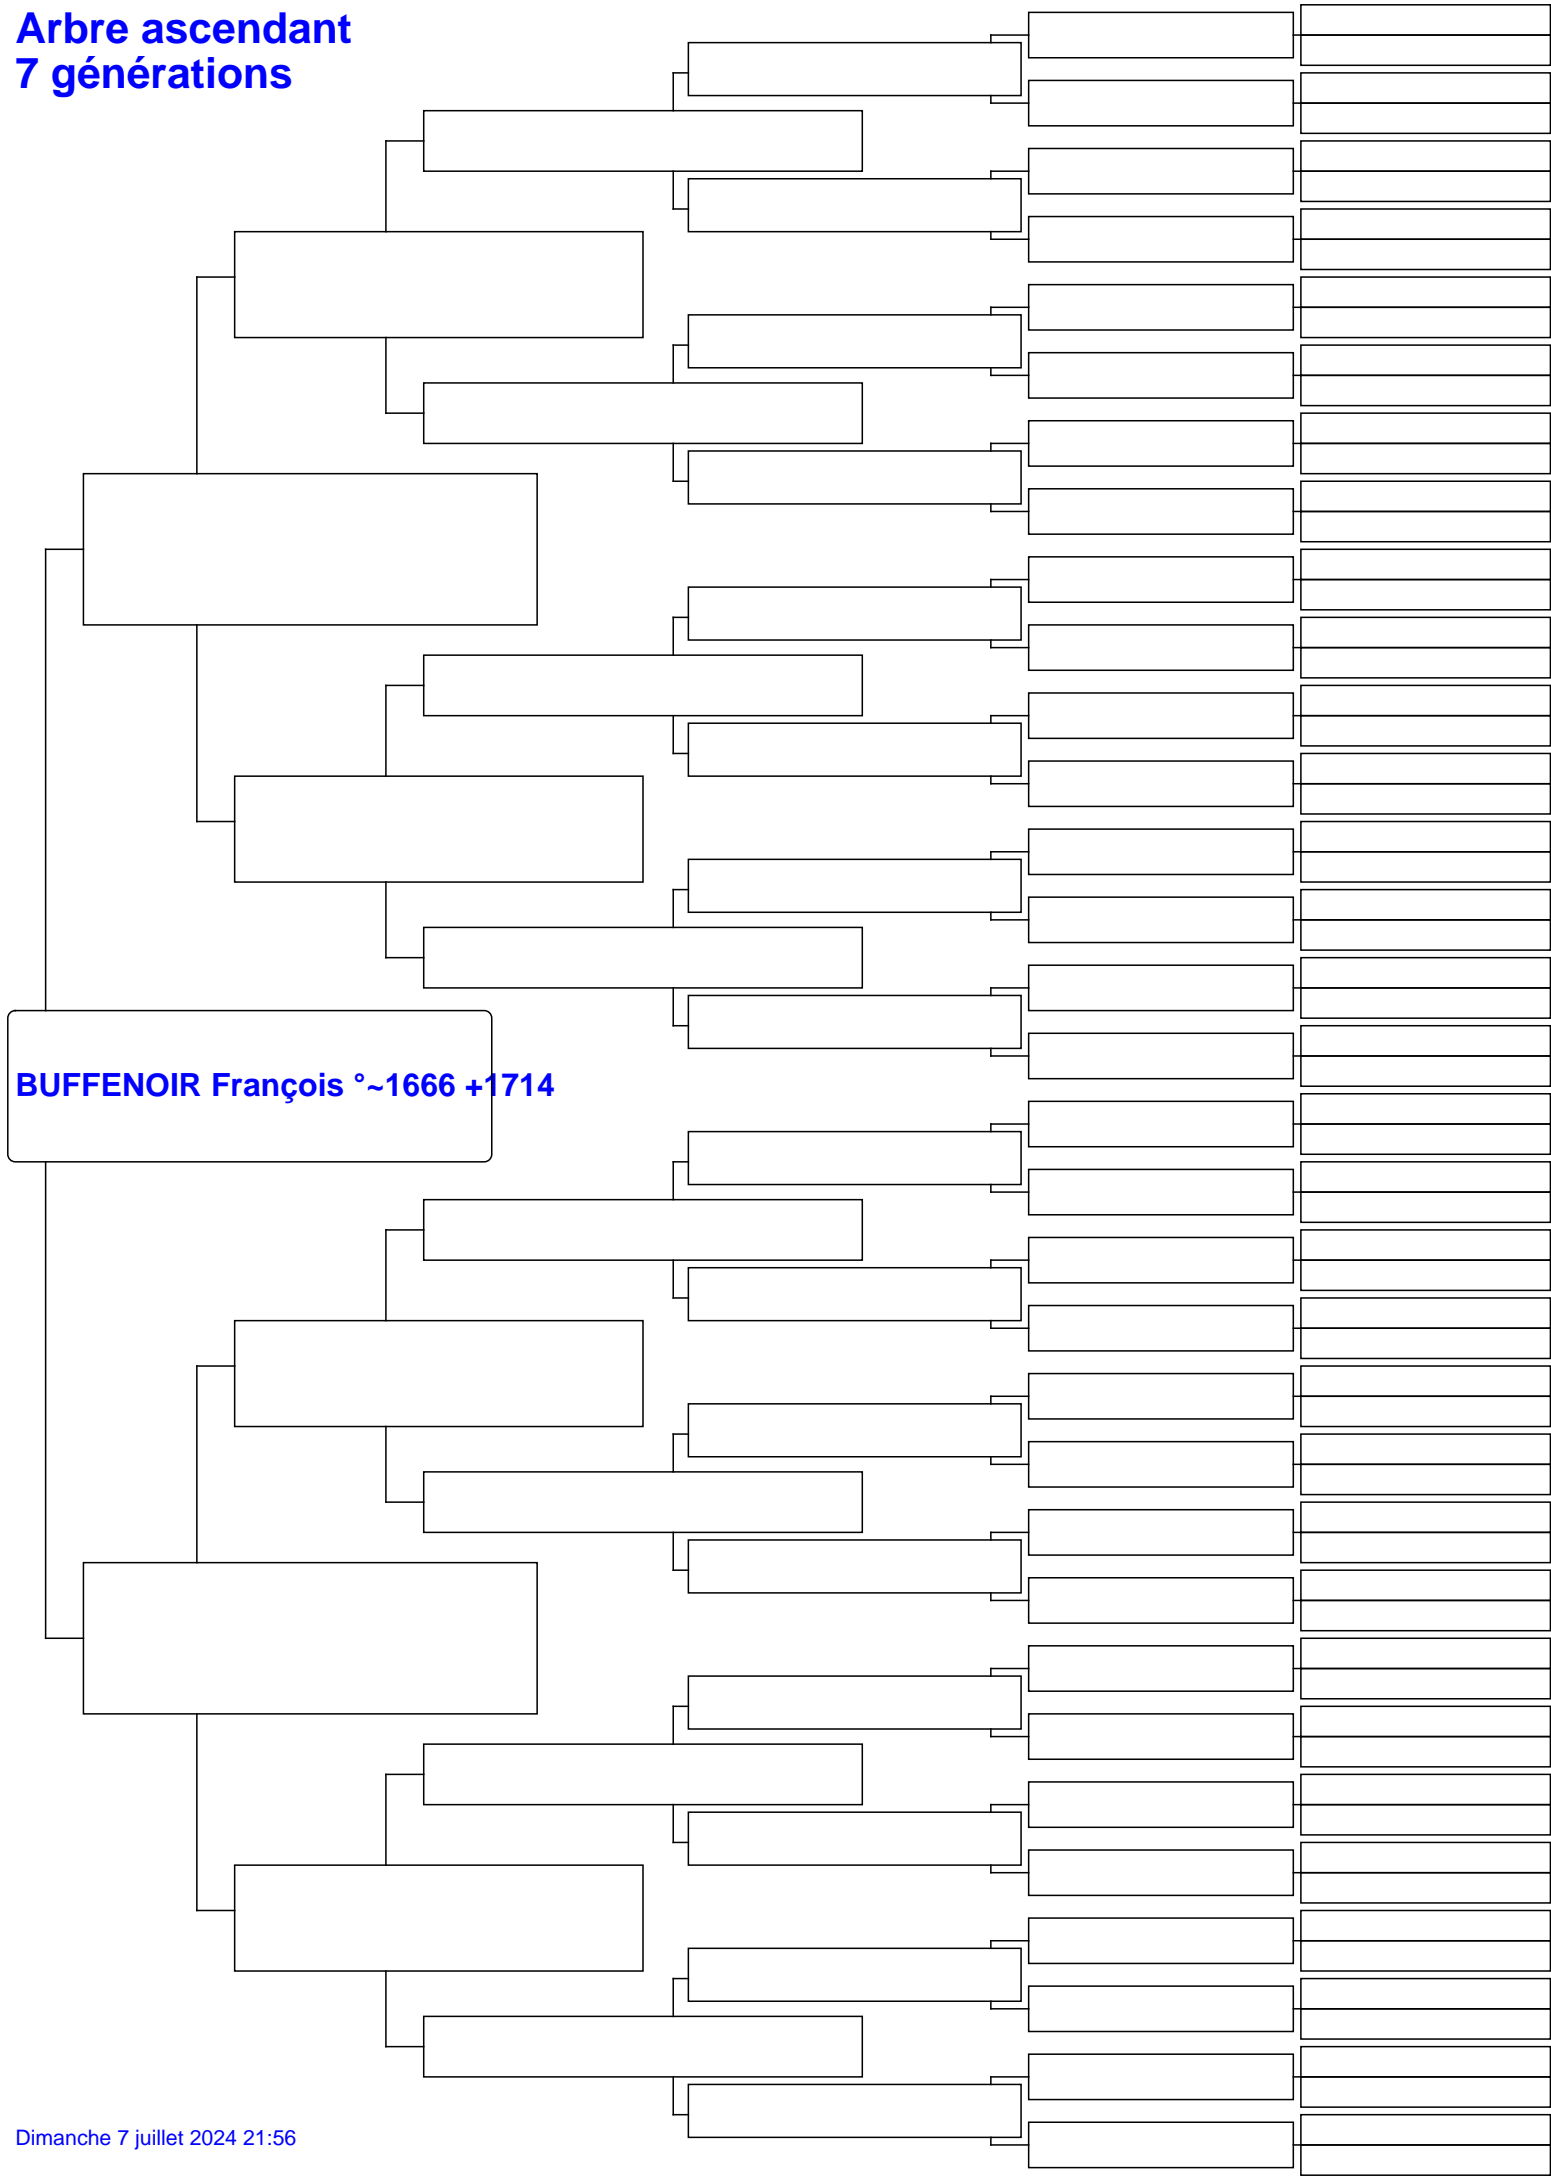 Arbre ascendant
7 générations
BUFFENOIR François °~1666 +1714
Dimanche 7 juillet 2024 21:56